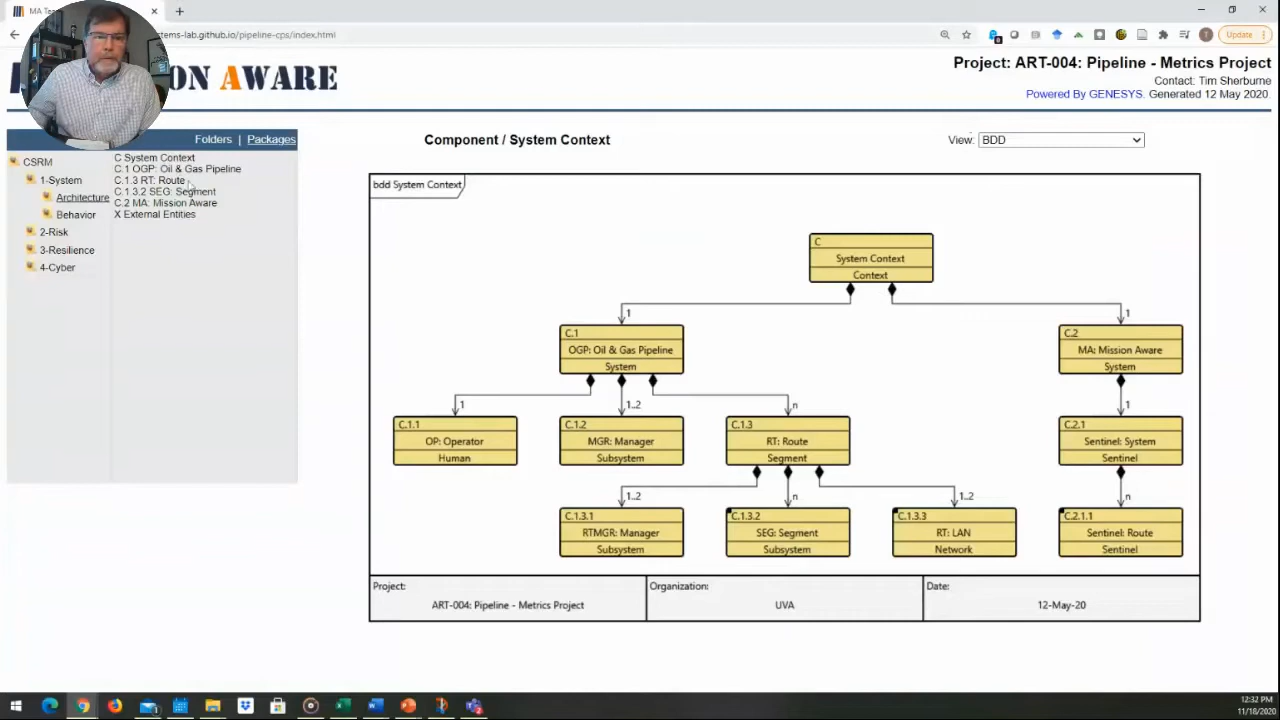 MA Te
stems-lab.github.io/pipeline-cps/index.html
Update
ON AWARE
Project: ART-004: Pipeline - Metrics Project
Contact: Tim Sherburne
Powered By GENESYS. Generated 12 May 2020.
Folders | Packages
CSRM
1-System
Architecture
Behavior
2-Risk
3-Resilience
4-Cyber
C System Context
C.1 OGP: Oil & Gas Pipeline
C.1.3 RT: Route
C.1.3.2 SEG: Segment
C.2 MA: Mission Aware
X External Entities
Component / System Context
View: BDD
bdd System Context
C
System Context
Context
1
1
C.1
OGP: Oil & Gas Pipeline
System
C.2
MA: Mission Aware
System
1
1..2
n
1
C.1.1
OP: Operator
Human
C.1.2
MGR: Manager
Subsystem
C.1.3
RT: Route
Segment
C.2.1
Sentinel: System
Sentinel
1..2
n
1..2
n
C.1.3.1
RTMGR: Manager
Subsystem
C.1.3.2
SEG: Segment
Subsystem
C.1.3.3
RT: LAN
Network
C.2.1.1
Sentinel: Route
Sentinel
Project:
ART-004: Pipeline - Metrics Project
Organization:
UVA
Date:
12-May-20
12:32 PM
11/18/2020